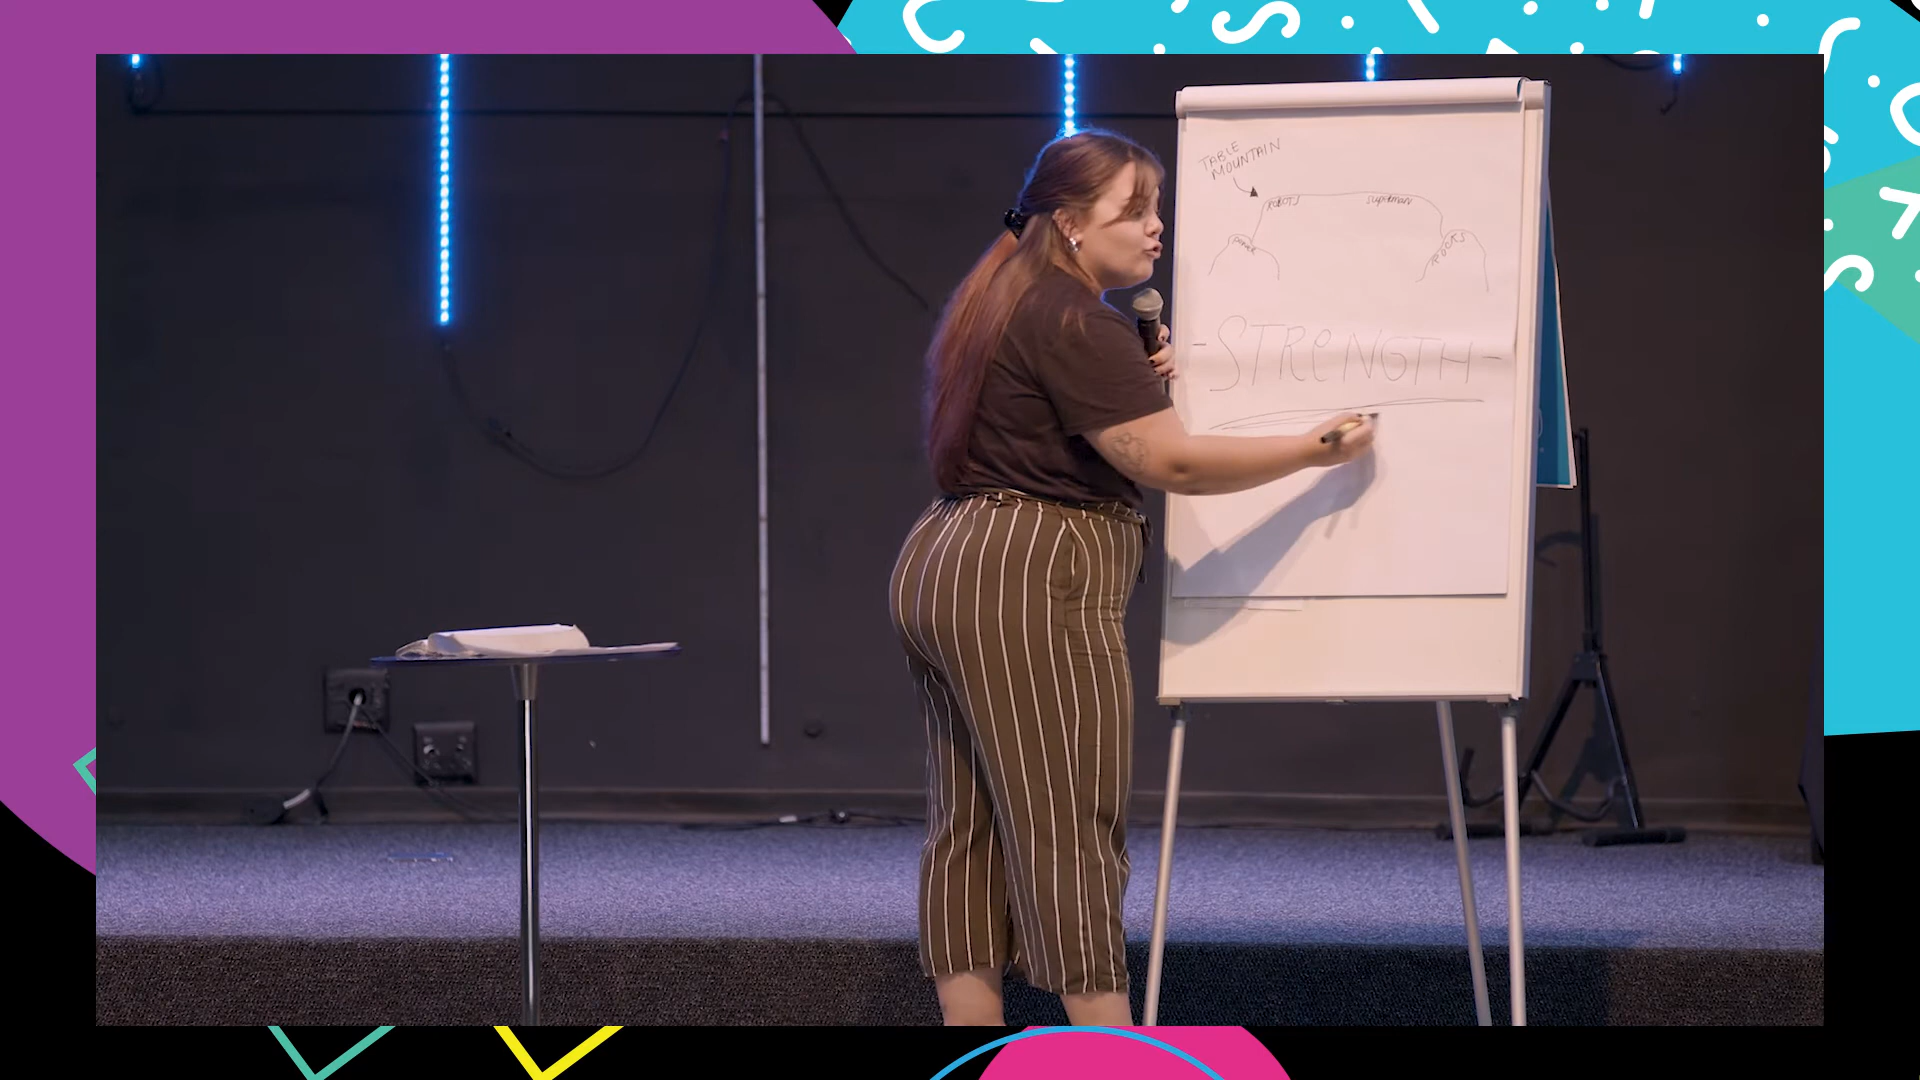 TABLE
MOUNTAIN
ROBOTS
superman
ROCKS
-STReNGTH-